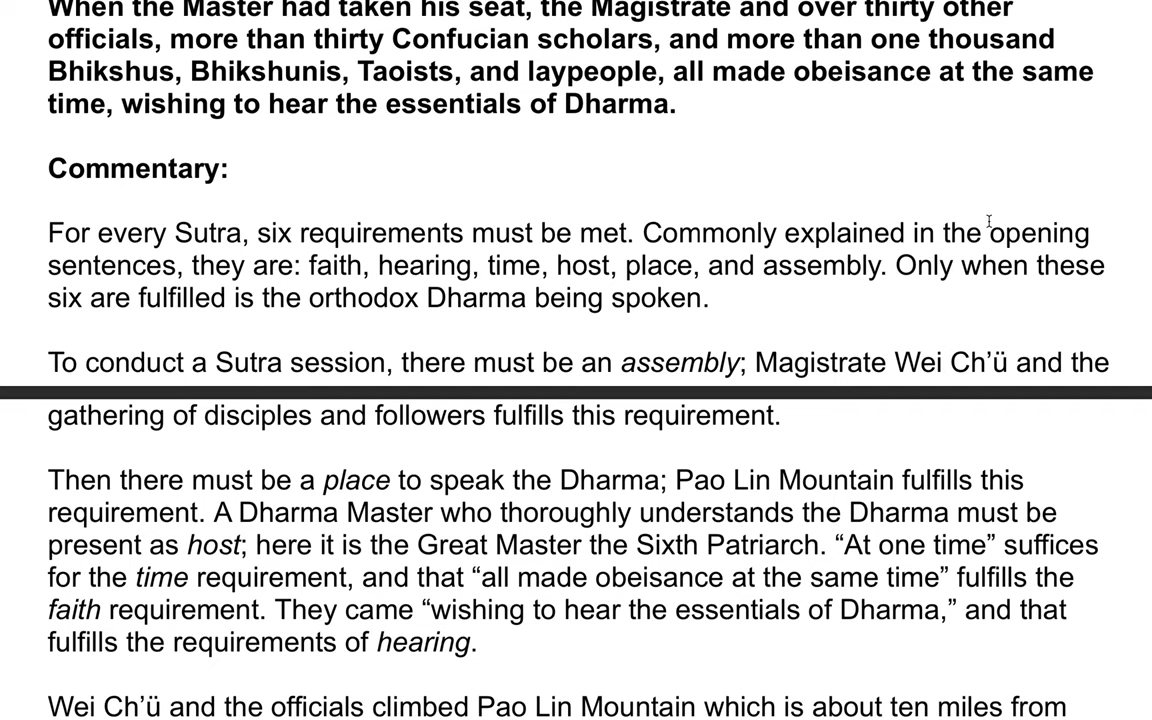 When the Master had taken his seat, the Magistrate and over thirty other
officials, more than thirty Confucian scholars, and more than one thousand
Bhikshus, Bhikshunis, Taoists, and laypeople, all made obeisance at the same
time, wishing to hear the essentials of Dharma.
Commentary:
For every Sutra, six requirements must be met. Commonly explained in the opening
sentences, they are: faith, hearing, time, host, place, and assembly. Only when these
six are fulfilled is the orthodox Dharma being spoken.
To conduct a Sutra session, there must be an assembly; Magistrate Wei Ch’ü and the
gathering of disciples and followers fulfills this requirement.
Then there must be a place to speak the Dharma; Pao Lin Mountain fulfills this
requirement. A Dharma Master who thoroughly understands the Dharma must be
present as host; here it is the Great Master the Sixth Patriarch. “At one time” suffices
for the time requirement, and that “all made obeisance at the same time” fulfills the
faith requirement. They came “wishing to hear the essentials of Dharma,” and that
fulfills the requirements of hearing.
Wei Ch’ü and the officials climbed Pao Lin Mountain which is about ten miles from